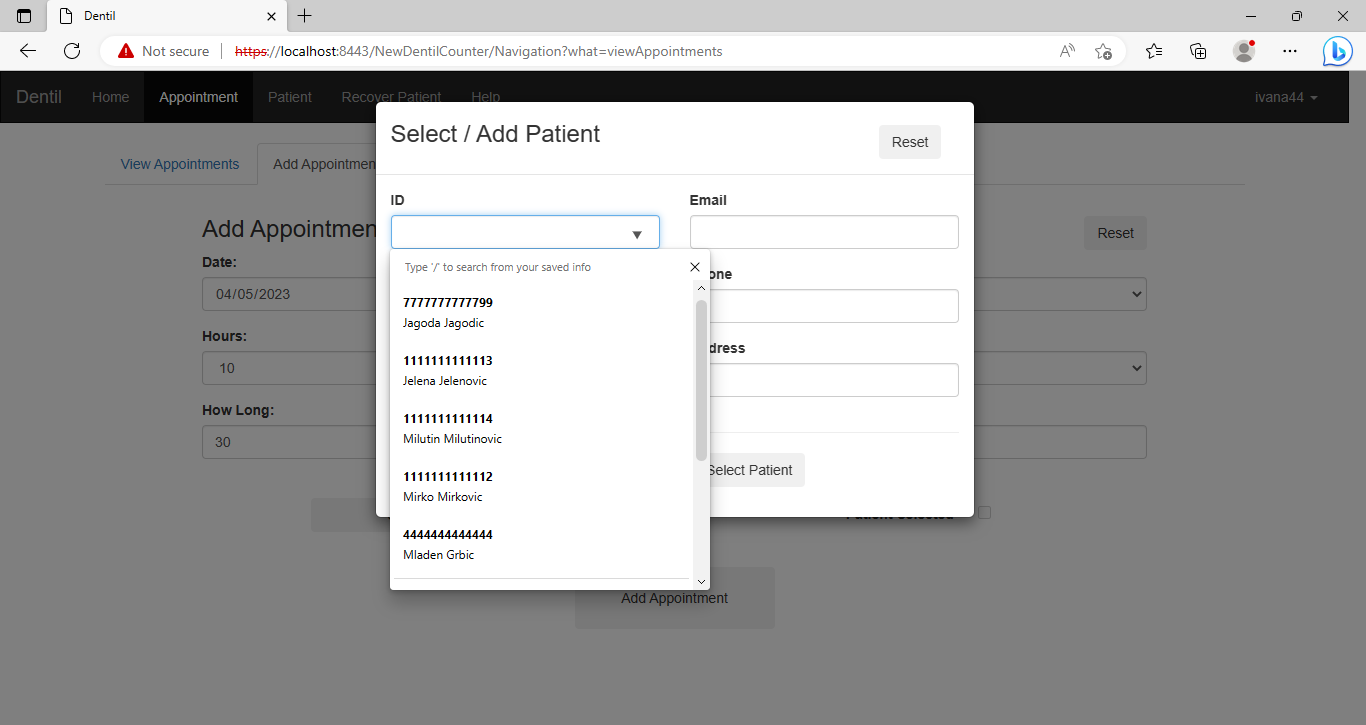 Dentil
Not secure https://localhost:8443/NewDentilCounter/Navigation?what=viewAppointments
Dentil Home Appointment Patient Recover Patient Help ivana44
Select / Add Patient
Reset
View Appointments Add Appointmen
ID Email
Add Appointmen
Reset
Date:
Type '/' to search from your saved info
one
04/05/2023
7777777777799
Jagoda Jagodic
Hours:
dress
1111111111113
10
Jelena Jelenovic
How Long:
1111111111114
30
Milutin Milutinovic
Select Patient
1111111111112
Mirko Mirkovic
Patient Selected
4444444444444
Mladen Grbic
Add Appointment